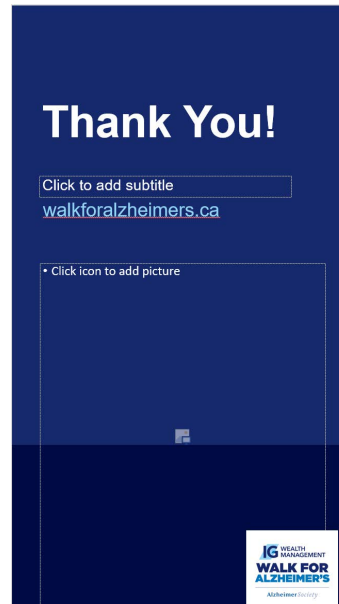 Thank You!
Click to add subtitle
walkforalzheimers.ca
• Click icon to add picture
IG WEALTH
MANAGEMENT
WALK FOR
ALZHEIMER'S
AlzheimerSociety